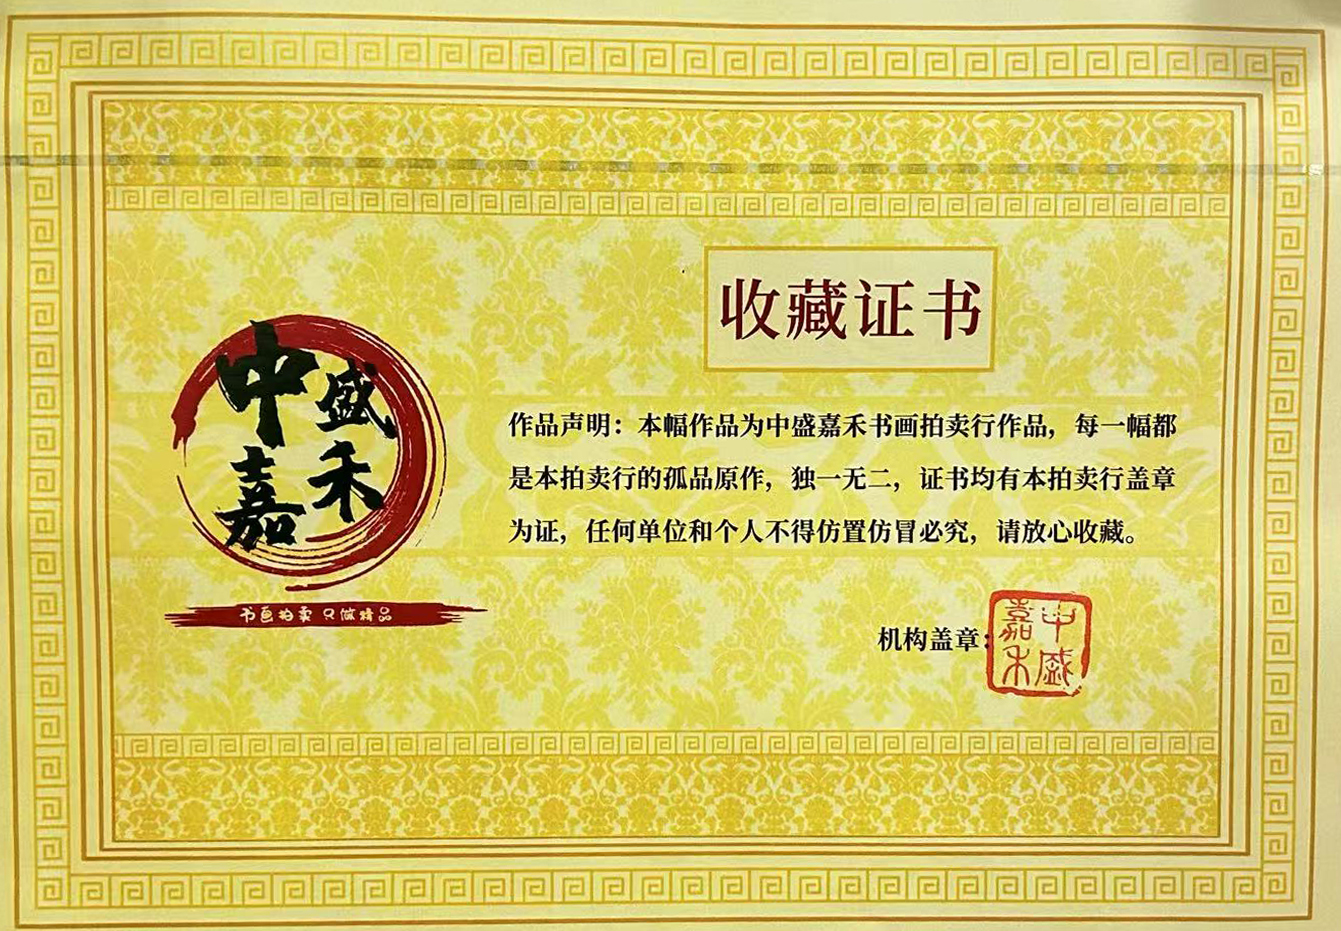 收藏证书
中盛
嘉禾
书画拍卖 只做精品
作品声明：本幅作品为中盛嘉禾书画拍卖行作品，每一幅都
是本拍卖行的孤品原作，独一无二，证书均有本拍卖行盖章
为证，任何单位和个人不得仿置仿冒必究，请放心收藏。
机构盖章：
中盛
嘉禾